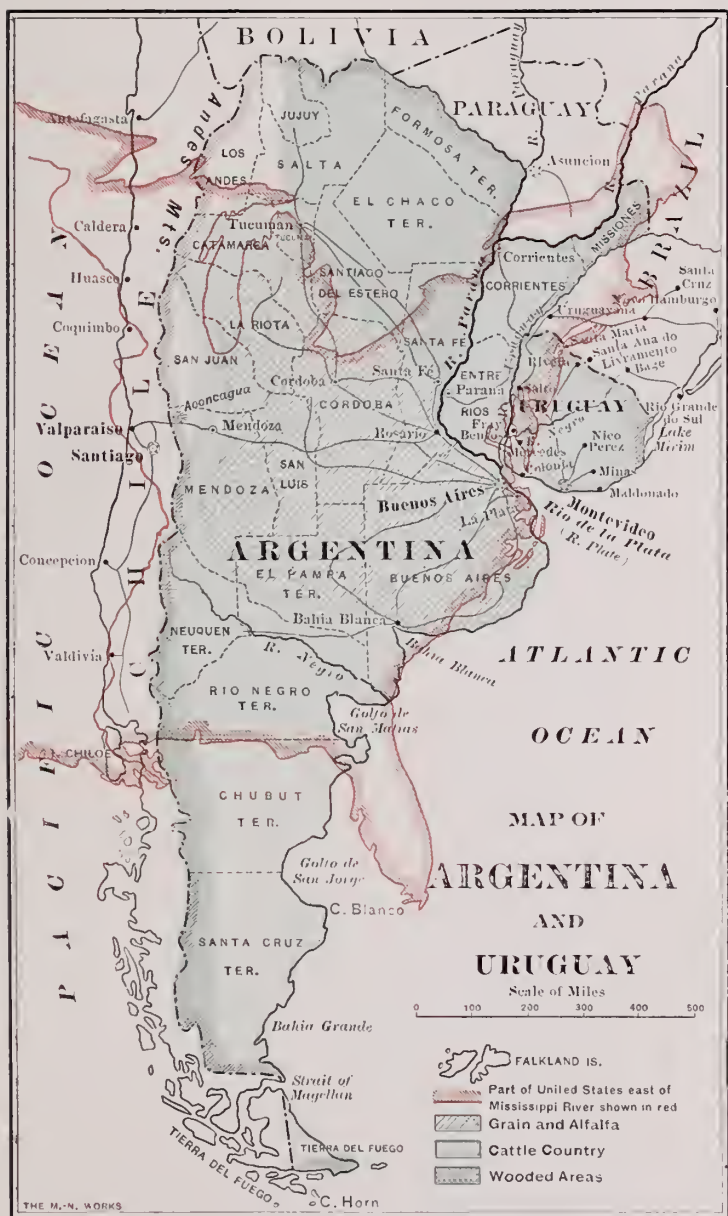 BOLIVIA
Paraguay
PARAGUAY
Parana
R.
R.
Antofagasta
Andes
Mts.
JUJUY
LOS
ANDES
SALTA
FORMOSA TER.
EL CHACO
TER.
Asuncion
BRAZIL
MISSIONES
Caldera
Tucuman
TUCUMAN
CATAMARCA
Corrientes
CORRIENTES
Huasco
SANTIAGO
DEL ESTERO
R. Parana
Uruguay
Uruguayana
Novo Hamburgo
Santa
Cruz
Coquimbo
LA RIOTA
SANTA FÉ
Santa Maria
Santa Ana do
Livramento
Rivera
Bage
SAN JUAN
Cordoba
CORDOBA
Santa Fé
ENTRE
Parana
RIOS
Salto
URUGUAY
Rio Grande
do Sul
Lake
Mirim
Aconcagua
Valparaiso
Santiago
Mendoza
Rosario
Fray
Bentos
R.
Negro
Mercedes
Nico
Perez
Colonia
Minas
Maldonado
MENDOZA
SAN
LUIS
Buenos Aires
La Plata
Montevideo
Rio de la Plata
(R. Plate)
ARGENTINA
Concepcion
EL PAMPA
TER.
BUENOS AIRES
Bahia Blanca
Bahia Blanca
NEUQUEN
TER.
R. Negro
Valdivia
RIO NEGRO
TER.
Golfo de
San Matias
CHILE
PACIFIC OCEAN
ATLANTIC
OCEAN
I. CHILOE
CHUBUT
TER.
Golfo de
San Jorge
C. Blanco
SANTA CRUZ
TER.
Bahia Grande
Strait of
Magellan
TIERRA DEL FUEGO
TIERRA DEL FUEGO
C. Horn
MAP OF
ARGENTINA
AND
URUGUAY
Scale of Miles
0 100 200 300 400 500
FALKLAND IS.
Part of United States east of
Mississippi River shown in red
Grain and Alfalfa
Cattle Country
Wooded Areas
THE M.-N. WORKS